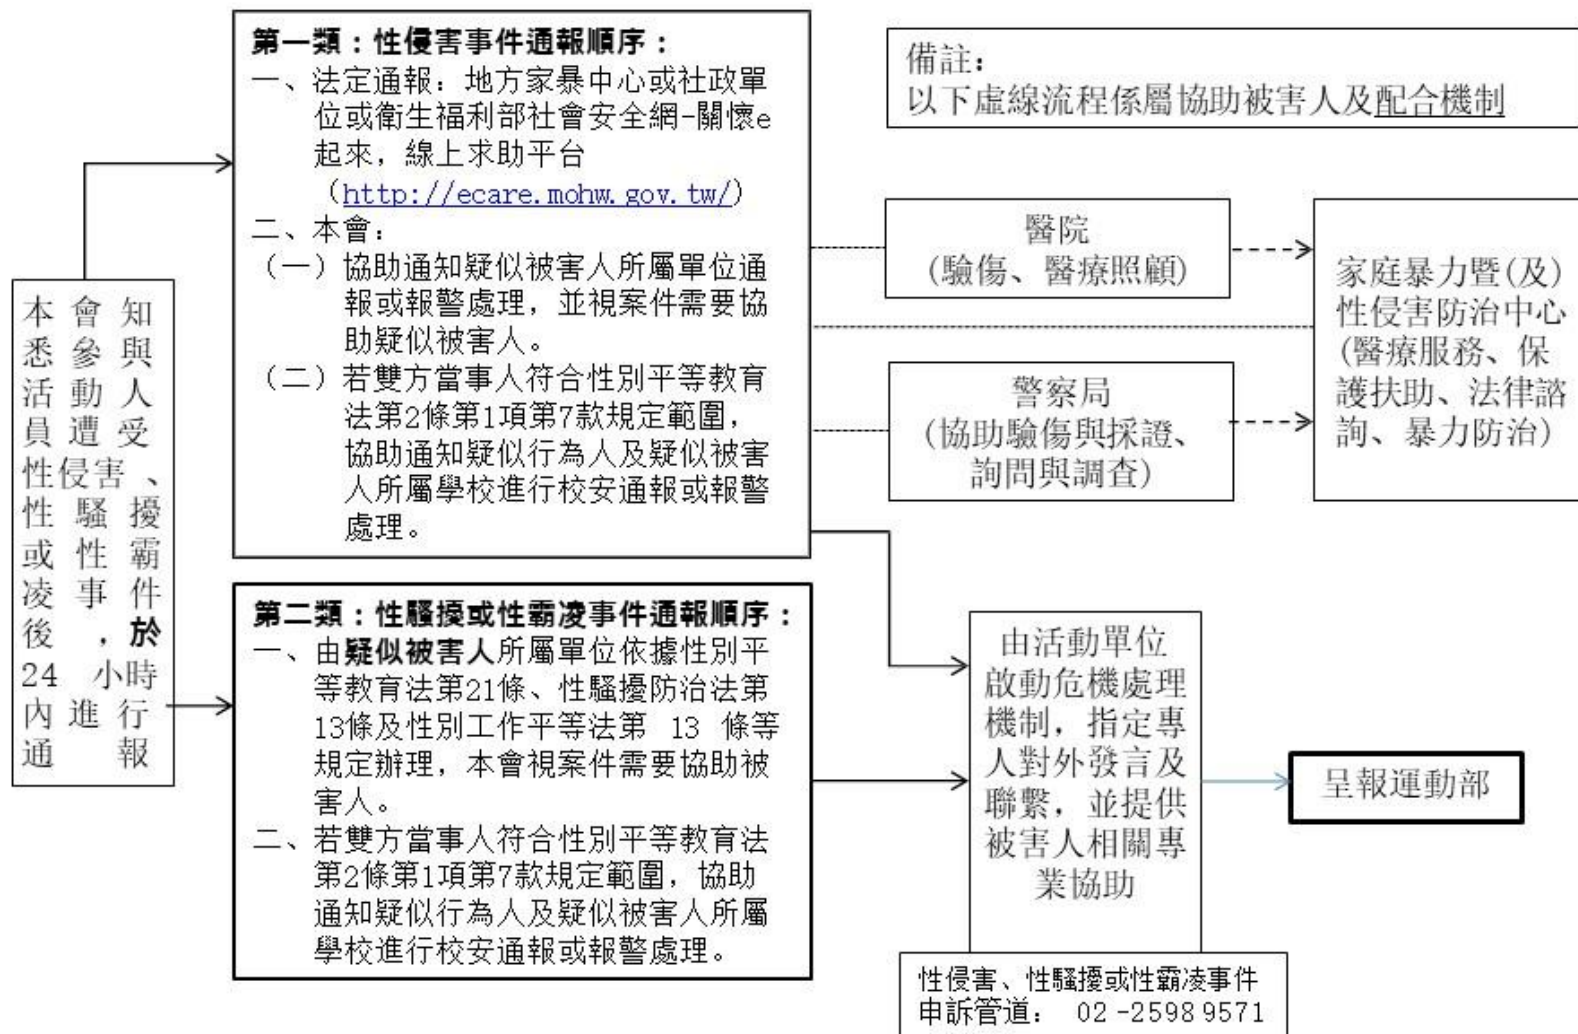 本會知
悉參與
活動人
員遭受
性侵害、
性騷擾
或性霸
凌事件
後，於
24 小時
內進行
通報
第一類：性侵害事件通報順序：
一、法定通報：地方家暴中心或社政單
位或衛生福利部社會安全網-關懷e
起來，線上求助平台
（http://ecare.mohw.gov.tw/）
二、本會：
（一）協助通知疑似被害人所屬單位通
報或報警處理，並視案件需要協
助疑似被害人。
（二）若雙方當事人符合性別平等教育
法第2條第1項第7款規定範圍，
協助通知疑似行為人及疑似被害
人所屬學校進行校安通報或報警
處理。
第二類：性騷擾或性霸凌事件通報順序：
一、由疑似被害人所屬單位依據性別平
等教育法第21條、性騷擾防治法第
13條及性別工作平等法第 13 條等
規定辦理，本會視案件需要協助被
害人。
二、若雙方當事人符合性別平等教育法
第2條第1項第7款規定範圍，協助
通知疑似行為人及疑似被害人所屬
學校進行校安通報或報警處理。
備註：
以下虛線流程係屬協助被害人及配合機制
醫院
(驗傷、醫療照顧)
警察局
(協助驗傷與採證、
詢問與調查)
家庭暴力暨(及)
性侵害防治中心
(醫療服務、保
護扶助、法律諮
詢、暴力防治)
由活動單位
啟動危機處理
機制，指定專
人對外發言及
聯繫，並提供
被害人相關專
業協助
呈報運動部
性侵害、性騷擾或性霸凌事件
申訴管道： 02-25989571